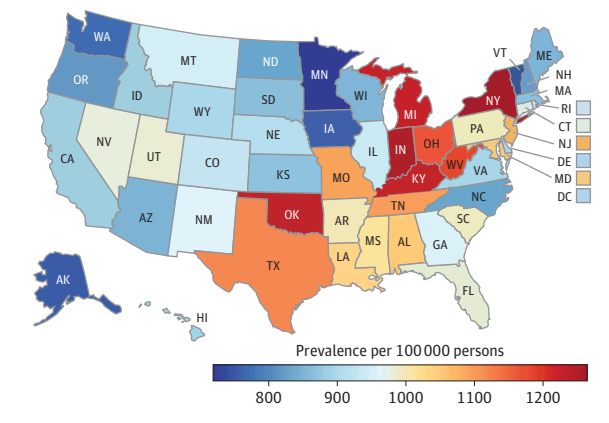 WA
MT
ND
MN
VT
ME
OR
ID
WY
SD
WI
MI
NY
NH
MA
RI
CT
NJ
DE
MD
DC
NV
UT
CO
NE
IA
IL
IN
OH
PA
CA
KS
MO
KY
WV
VA
AZ
NM
OK
AR
TN
NC
SC
TX
LA
MS
AL
GA
FL
AK
HI
Prevalence per 100 000 persons
800 900 1000 1100 1200